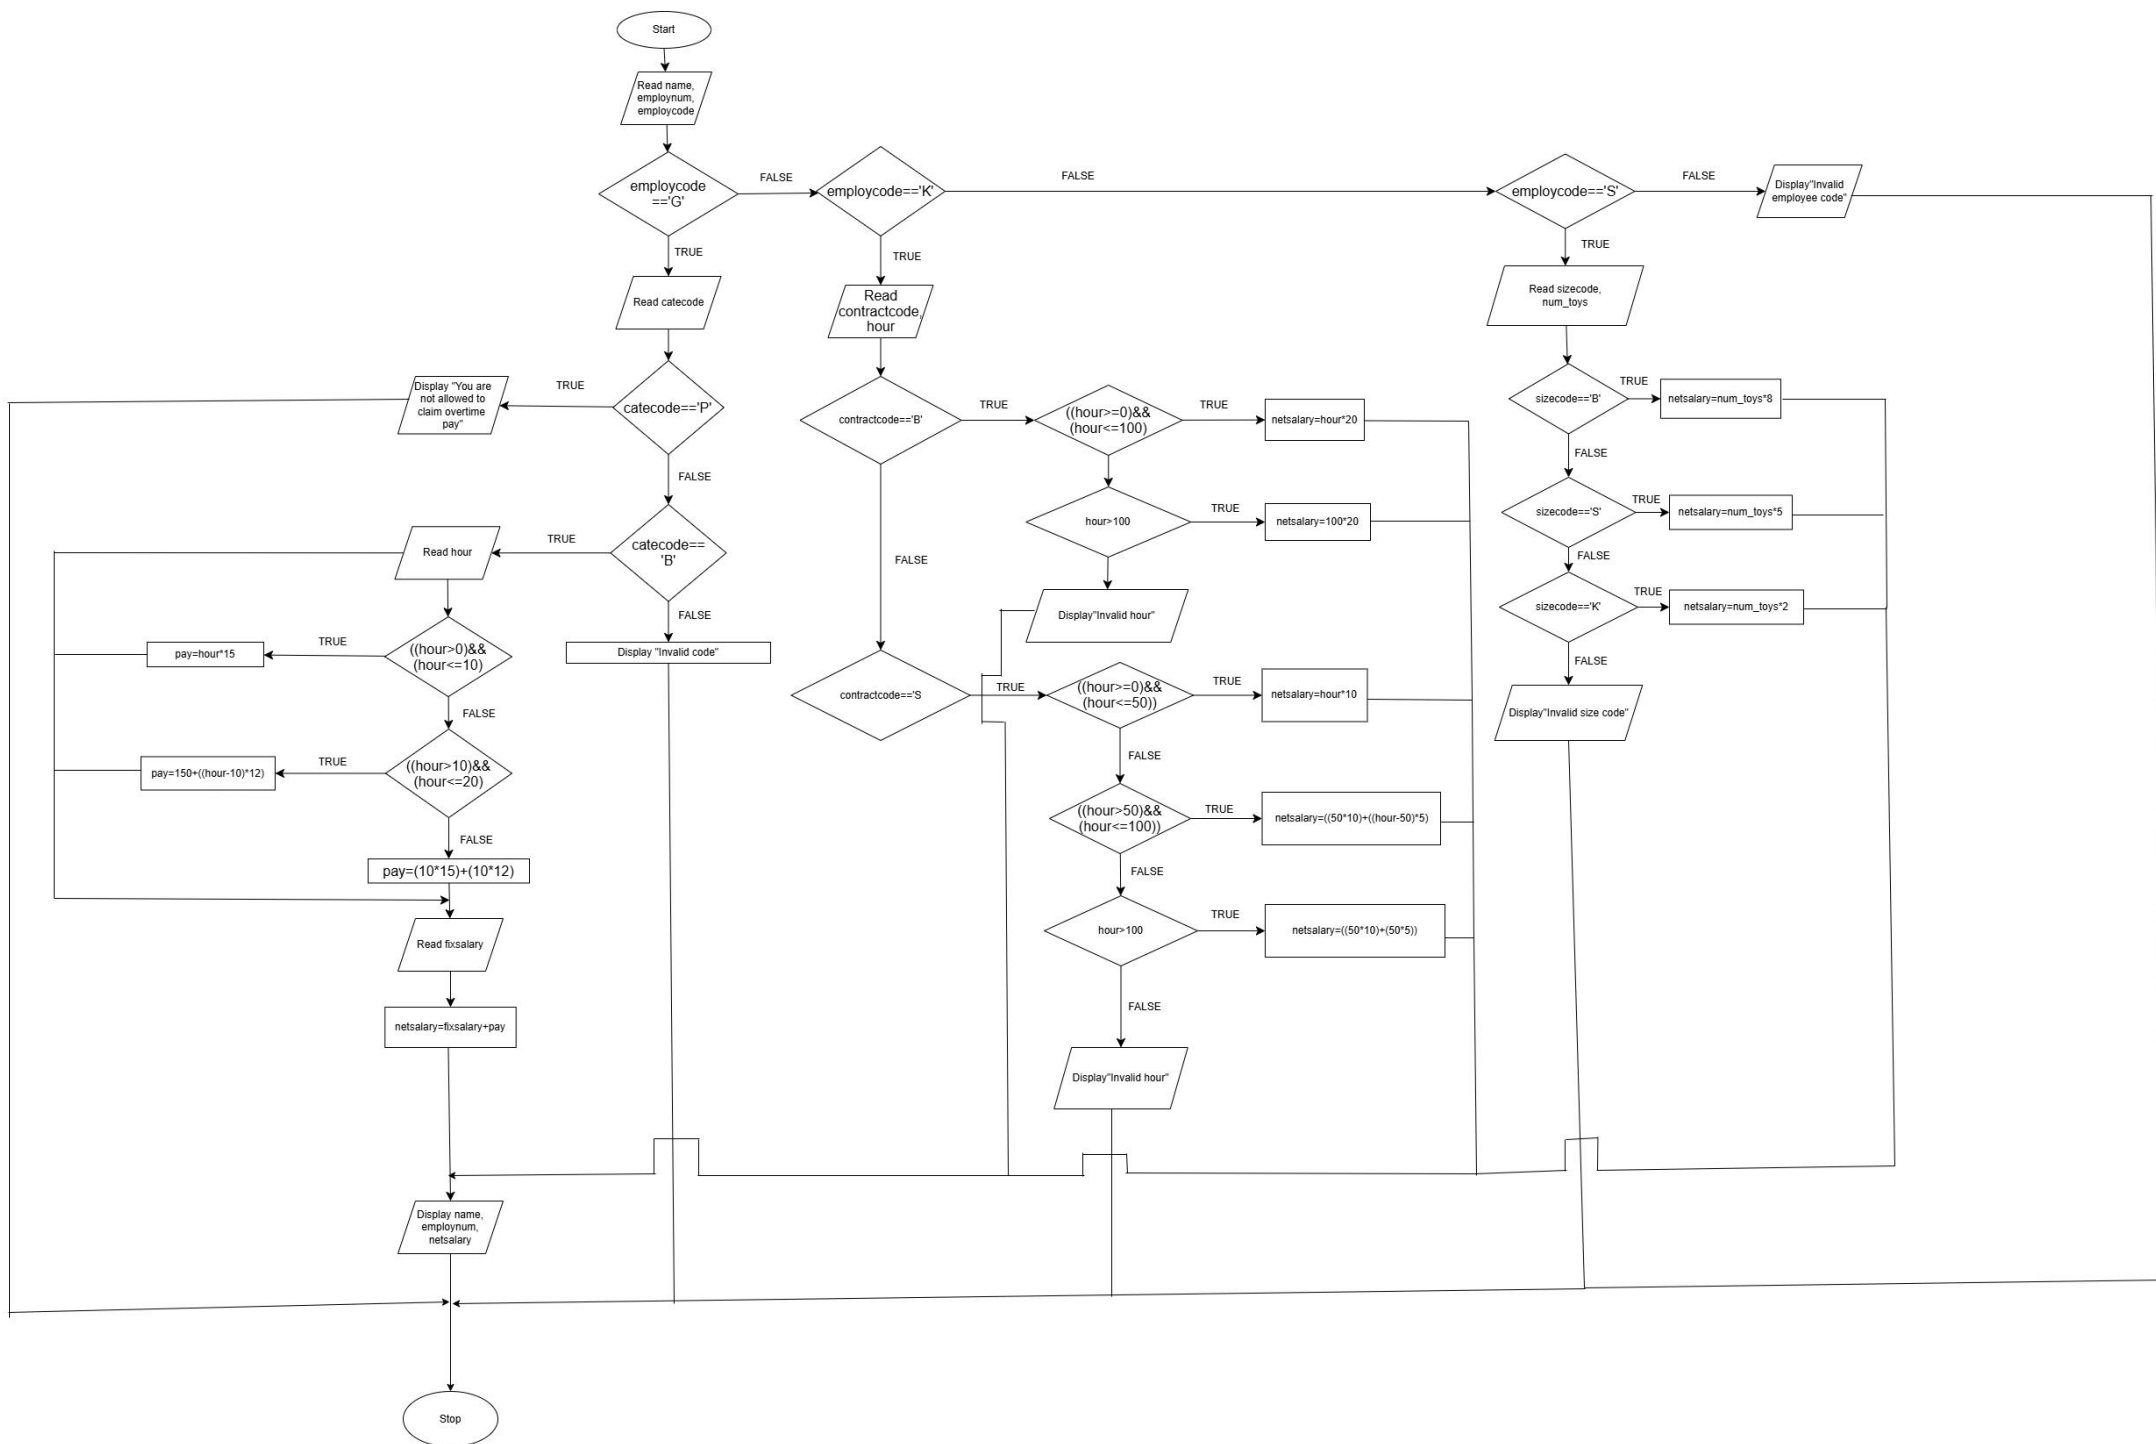 Start
Read name,
employnum,
employcode
employcode
=='G'
FALSE
employcode=='K'
FALSE
employcode=='S'
FALSE
Display"Invalid
employee code"
TRUE
TRUE
TRUE
Read catecode
Read
contractcode,
hour
Read sizecode,
num_toys
Display "You are
not allowed to
claim overtime
pay"
TRUE
catecode=='P'
FALSE
contractcode=='B'
TRUE
((hour>=0)&&
(hour<=100)
TRUE
netsalary=hour*20
hour>100
TRUE
netsalary=100*20
Display"Invalid hour"
FALSE
sizecode=='B'
TRUE
netsalary=num_toys*8
FALSE
sizecode=='S'
TRUE
netsalary=num_toys*5
FALSE
sizecode=='K'
TRUE
netsalary=num_toys*2
FALSE
Display"Invalid size code"
Read hour
TRUE
catecode==
'B'
FALSE
Display "Invalid code"
pay=hour*15
TRUE
((hour>0)&&
(hour<=10)
FALSE
pay=150+((hour-10)*12)
TRUE
((hour>10)&&
(hour<=20)
FALSE
pay=(10*15)+(10*12)
Read fixsalary
netsalary=fixsalary+pay
contractcode=='S
TRUE
((hour>=0)&&
(hour<=50))
TRUE
netsalary=hour*10
FALSE
((hour>50)&&
(hour<=100))
TRUE
netsalary=((50*10)+((hour-50)*5)
FALSE
hour>100
TRUE
netsalary=((50*10)+(50*5))
FALSE
Display"Invalid hour"
Display name,
employnum,
netsalary
Stop